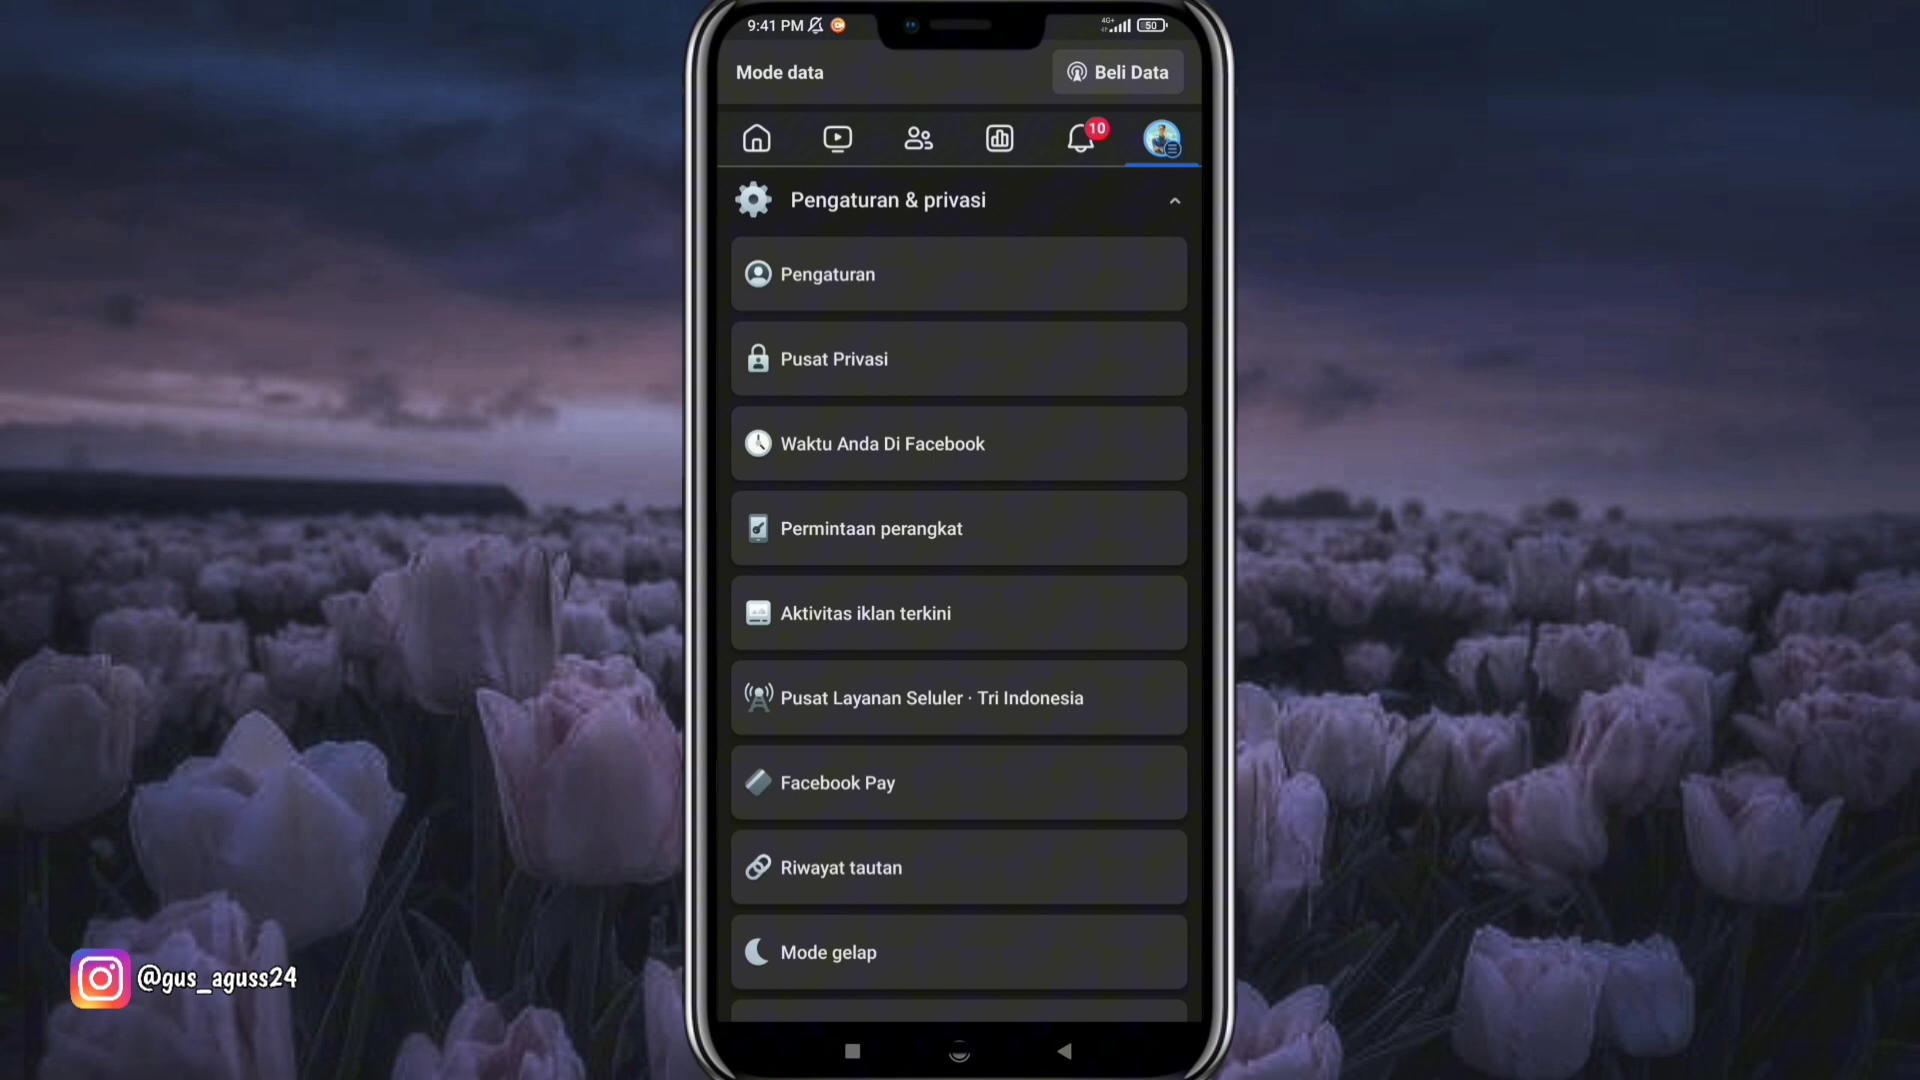 9:41 PM
4G+
50
Mode data
Beli Data
10
Pengaturan & privasi
Pengaturan
Pusat Privasi
Waktu Anda Di Facebook
Permintaan perangkat
Aktivitas iklan terkini
Pusat Layanan Seluler · Tri Indonesia
Facebook Pay
Riwayat tautan
Mode gelap
@gus_aguss24